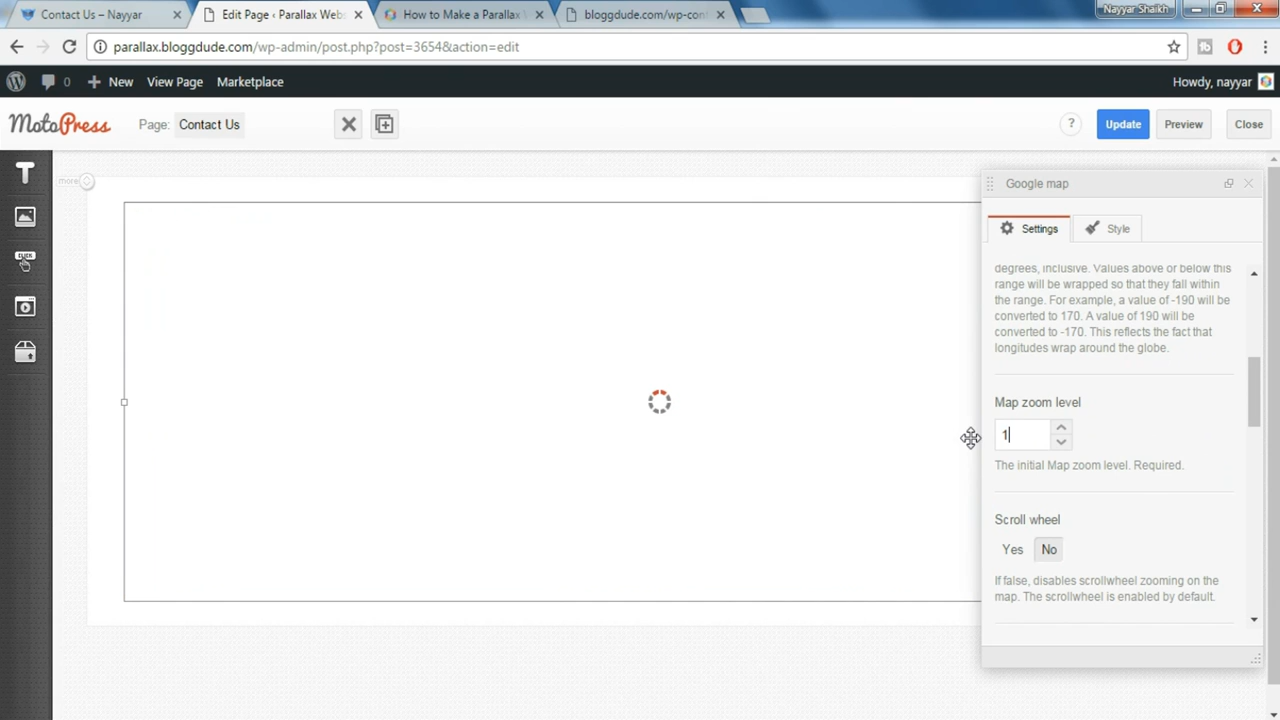 Contact Us – Nayyar
Edit Page ‹ Parallax Webs
How to Make a Parallax
bloggdude.com/wp-con
Nayyar Shaikh
parallax.bloggdude.com/wp-admin/post.php?post=3654&action=edit
0
New
View Page
Marketplace
Howdy, nayyar
MotoPress
Page:
Contact Us
?
Update
Preview
Close
T
CLICK
more
Google map
Settings
Style
degrees, inclusive. Values above or below this
range will be wrapped so that they fall within
the range. For example, a value of -190 will be
converted to 170. A value of 190 will be
converted to -170. This reflects the fact that
longitudes wrap around the globe.
Map zoom level
1
The initial Map zoom level. Required.
Scroll wheel
Yes
No
If false, disables scrollwheel zooming on the
map. The scrollwheel is enabled by default.